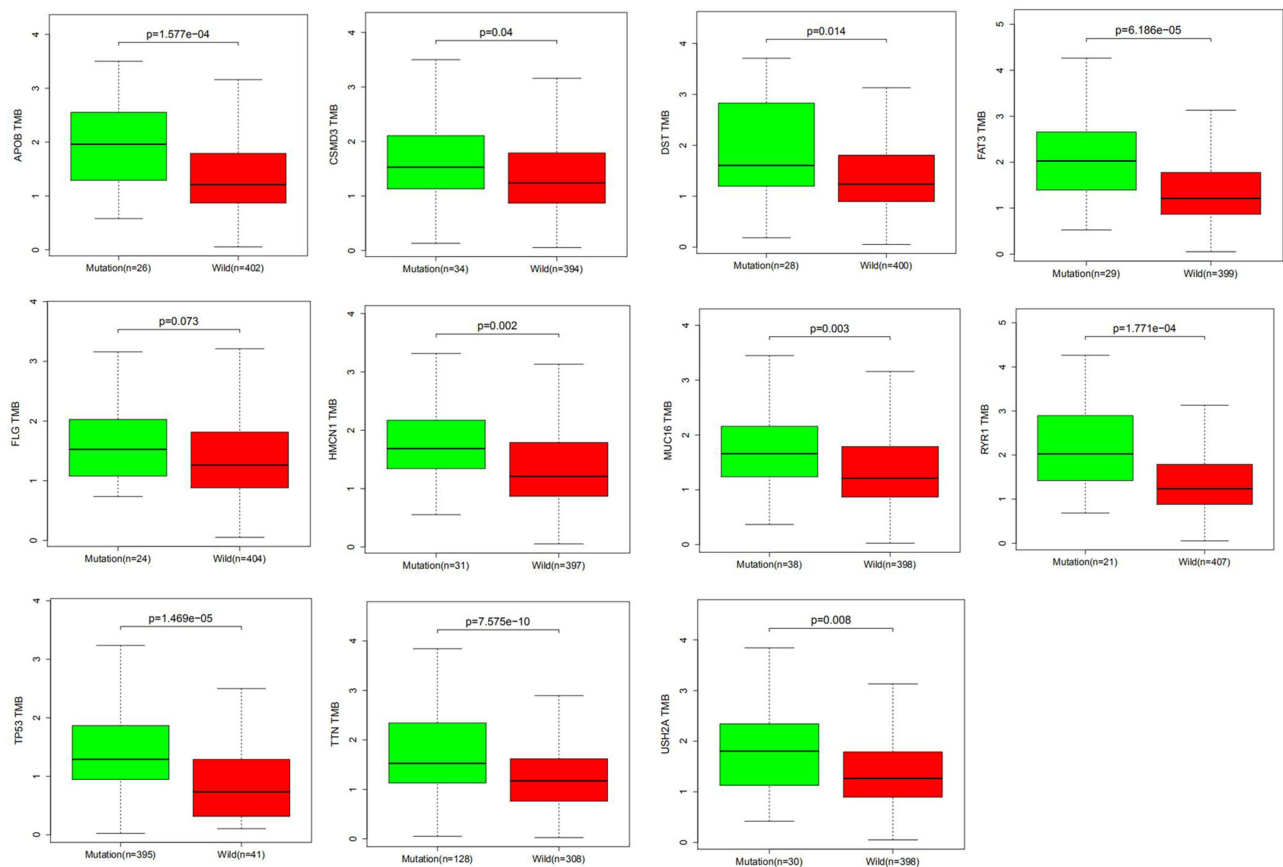 p=1.577e−04
APOB TMB
4
3
2
1
0
Mutation(n=26) Wild(n=402)
p=0.04
CSMD3 TMB
4
3
2
1
0
Mutation(n=34) Wild(n=394)
p=0.014
DST TMB
4
3
2
1
0
Mutation(n=28) Wild(n=400)
p=6.186e−05
FAT3 TMB
5
4
3
2
1
0
Mutation(n=29) Wild(n=399)
p=0.073
FLG TMB
4
3
2
1
0
Mutation(n=24) Wild(n=404)
p=0.002
HMCN1 TMB
4
3
2
1
0
Mutation(n=31) Wild(n=397)
p=0.003
MUC16 TMB
4
3
2
1
0
Mutation(n=38) Wild(n=398)
p=1.771e−04
RYR1 TMB
5
4
3
2
1
0
Mutation(n=21) Wild(n=407)
p=1.469e−05
TP53 TMB
4
3
2
1
0
Mutation(n=395) Wild(n=41)
p=7.575e−10
TTN TMB
4
3
2
1
0
Mutation(n=128) Wild(n=308)
p=0.008
USH2A TMB
4
3
2
1
0
Mutation(n=30) Wild(n=398)